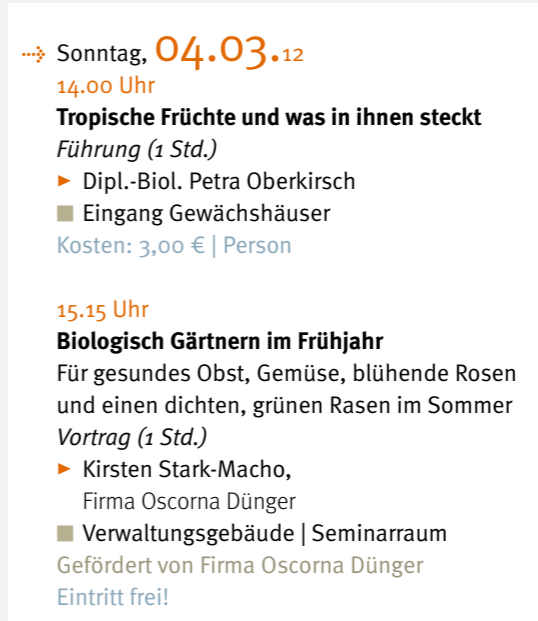 Sonntag, 04.03.12
14.00 Uhr
Tropische Früchte und was in ihnen steckt
Führung (1 Std.)
Dipl.-Biol. Petra Oberkirsch
Eingang Gewächshäuser
Kosten: 3,00 € | Person
15.15 Uhr
Biologisch Gärtnern im Frühjahr
Für gesundes Obst, Gemüse, blühende Rosen
und einen dichten, grünen Rasen im Sommer
Vortrag (1 Std.)
Kirsten Stark-Macho,
Firma Oscorna Dünger
Verwaltungsgebäude | Seminarraum
Gefördert von Firma Oscorna Dünger
Eintritt frei!